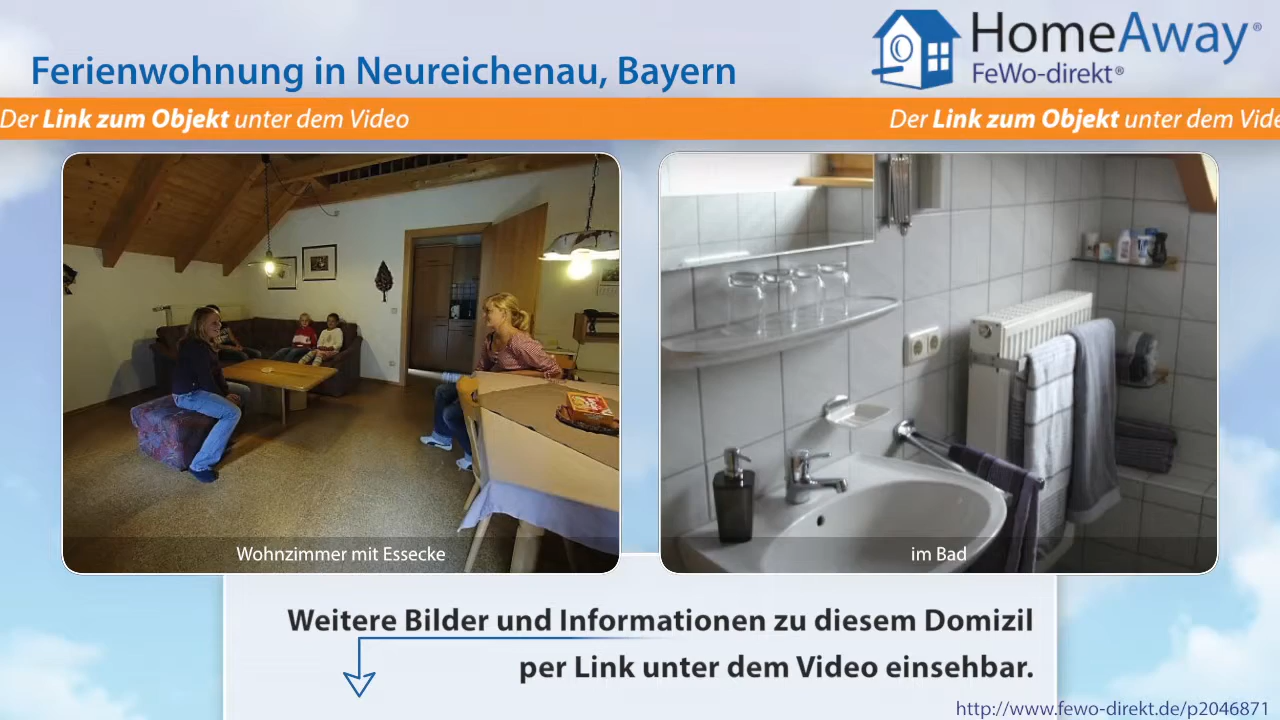 HomeAway®
FeWo-direkt®
Ferienwohnung in Neureichenau, Bayern
Der Link zum Objekt unter dem Video
Der Link zum Objekt unter dem Vide
Wohnzimmer mit Essecke
im Bad
Weitere Bilder und Informationen zu diesem Domizil
per Link unter dem Video einsehbar.
http://www.fewo-direkt.de/p2046871